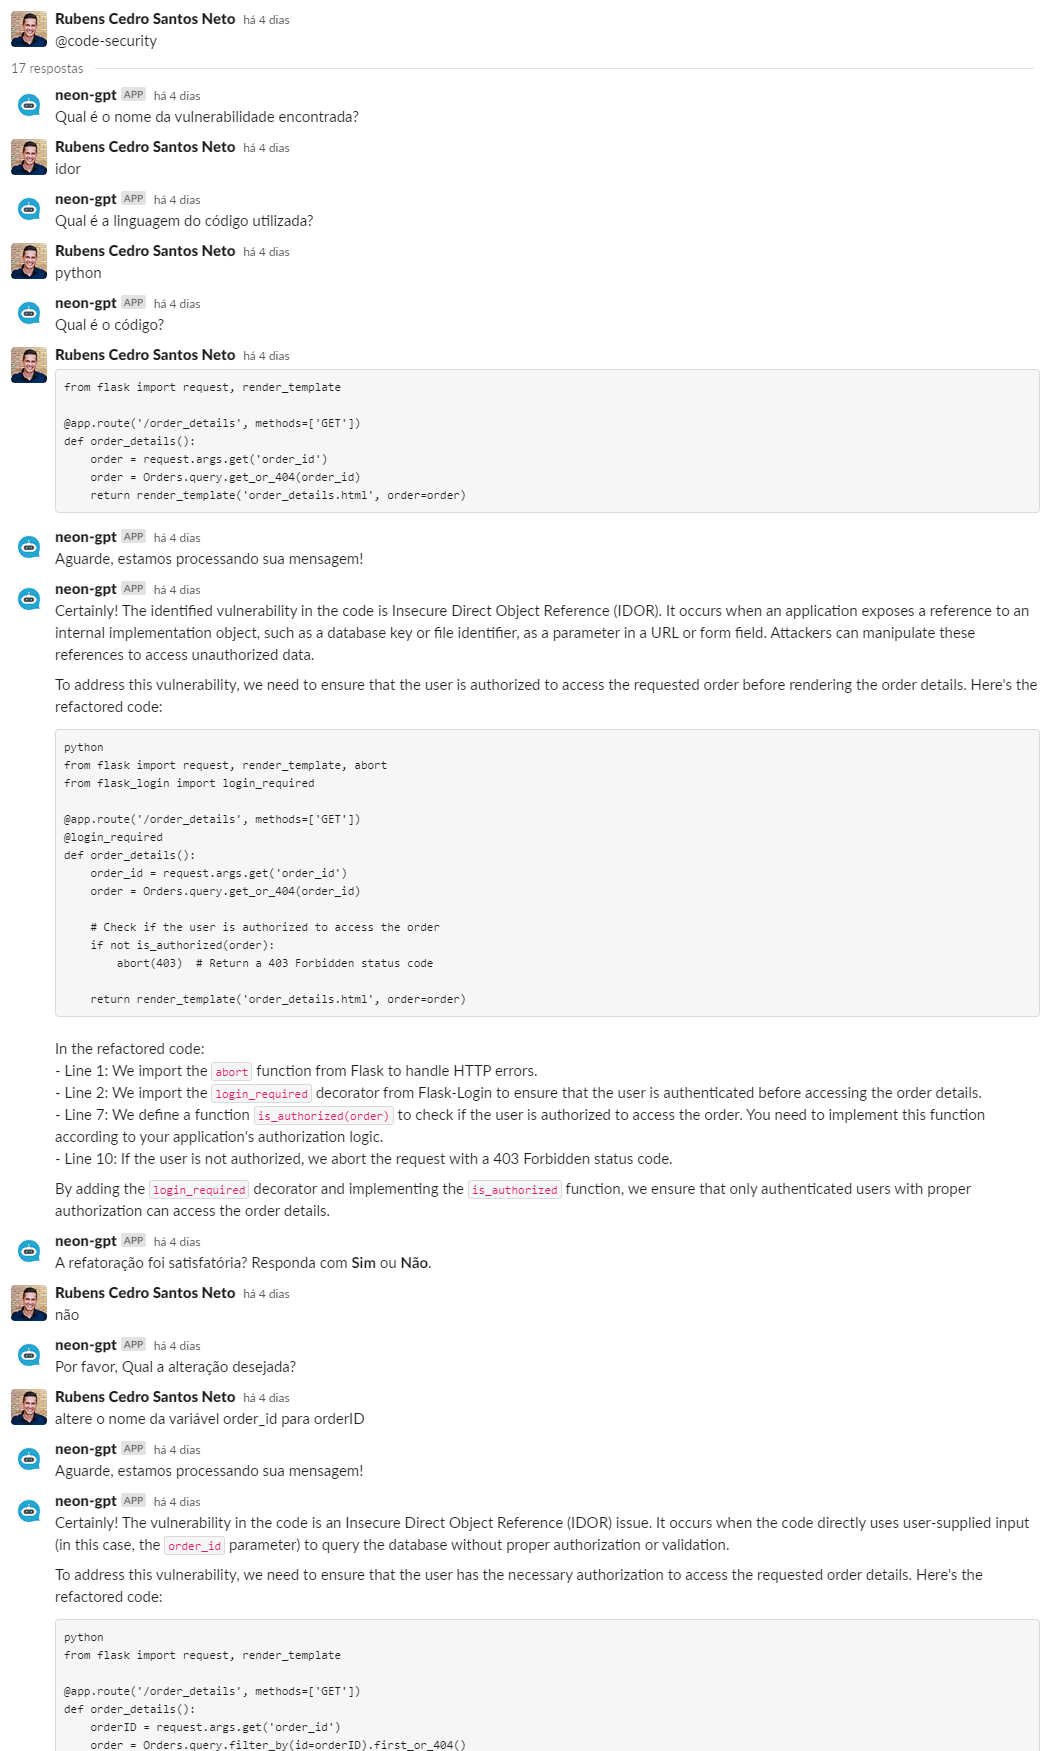 Rubens Cedro Santos Neto há 4 dias
@code-security
17 respostas
neon-gpt APP há 4 dias
Qual é o nome da vulnerabilidade encontrada?
Rubens Cedro Santos Neto há 4 dias
idor
neon-gpt APP há 4 dias
Qual é a linguagem do código utilizada?
Rubens Cedro Santos Neto há 4 dias
python
neon-gpt APP há 4 dias
Qual é o código?
Rubens Cedro Santos Neto há 4 dias
from flask import request, render_template
@app.route('/order_details', methods=['GET'])
def order_details():
    order = request.args.get('order_id')
    order = Orders.query.get_or_404(order_id)
    return render_template('order_details.html', order=order)
neon-gpt APP há 4 dias
Aguarde, estamos processando sua mensagem!
neon-gpt APP há 4 dias
Certainly! The identified vulnerability in the code is Insecure Direct Object Reference (IDOR). It occurs when an application exposes a reference to an
internal implementation object, such as a database key or file identifier, as a parameter in a URL or form field. Attackers can manipulate these
references to access unauthorized data.
To address this vulnerability, we need to ensure that the user is authorized to access the requested order before rendering the order details. Here's the
refactored code:
python
from flask import request, render_template, abort
from flask_login import login_required
@app.route('/order_details', methods=['GET'])
@login_required
def order_details():
    order_id = request.args.get('order_id')
    order = Orders.query.get_or_404(order_id)
    # Check if the user is authorized to access the order
    if not is_authorized(order):
        abort(403)  # Return a 403 Forbidden status code
    return render_template('order_details.html', order=order)
In the refactored code:
- Line 1: We import the abort function from Flask to handle HTTP errors.
- Line 2: We import the login_required decorator from Flask-Login to ensure that the user is authenticated before accessing the order details.
- Line 7: We define a function is_authorized(order) to check if the user is authorized to access the order. You need to implement this function
according to your application's authorization logic.
- Line 10: If the user is not authorized, we abort the request with a 403 Forbidden status code.
By adding the login_required decorator and implementing the is_authorized function, we ensure that only authenticated users with proper
authorization can access the order details.
neon-gpt APP há 4 dias
A refatoração foi satisfatória? Responda com Sim ou Não.
Rubens Cedro Santos Neto há 4 dias
não
neon-gpt APP há 4 dias
Por favor, Qual a alteração desejada?
Rubens Cedro Santos Neto há 4 dias
altere o nome da variável order_id para orderID
neon-gpt APP há 4 dias
Aguarde, estamos processando sua mensagem!
neon-gpt APP há 4 dias
Certainly! The vulnerability in the code is an Insecure Direct Object Reference (IDOR) issue. It occurs when the code directly uses user-supplied input
(in this case, the order_id parameter) to query the database without proper authorization or validation.
To address this vulnerability, we need to ensure that the user has the necessary authorization to access the requested order details. Here's the
refactored code:
python
from flask import request, render_template
@app.route('/order_details', methods=['GET'])
def order_details():
    orderID = request.args.get('order_id')
    order = Orders.query.filter_by(id=orderID).first_or_404()